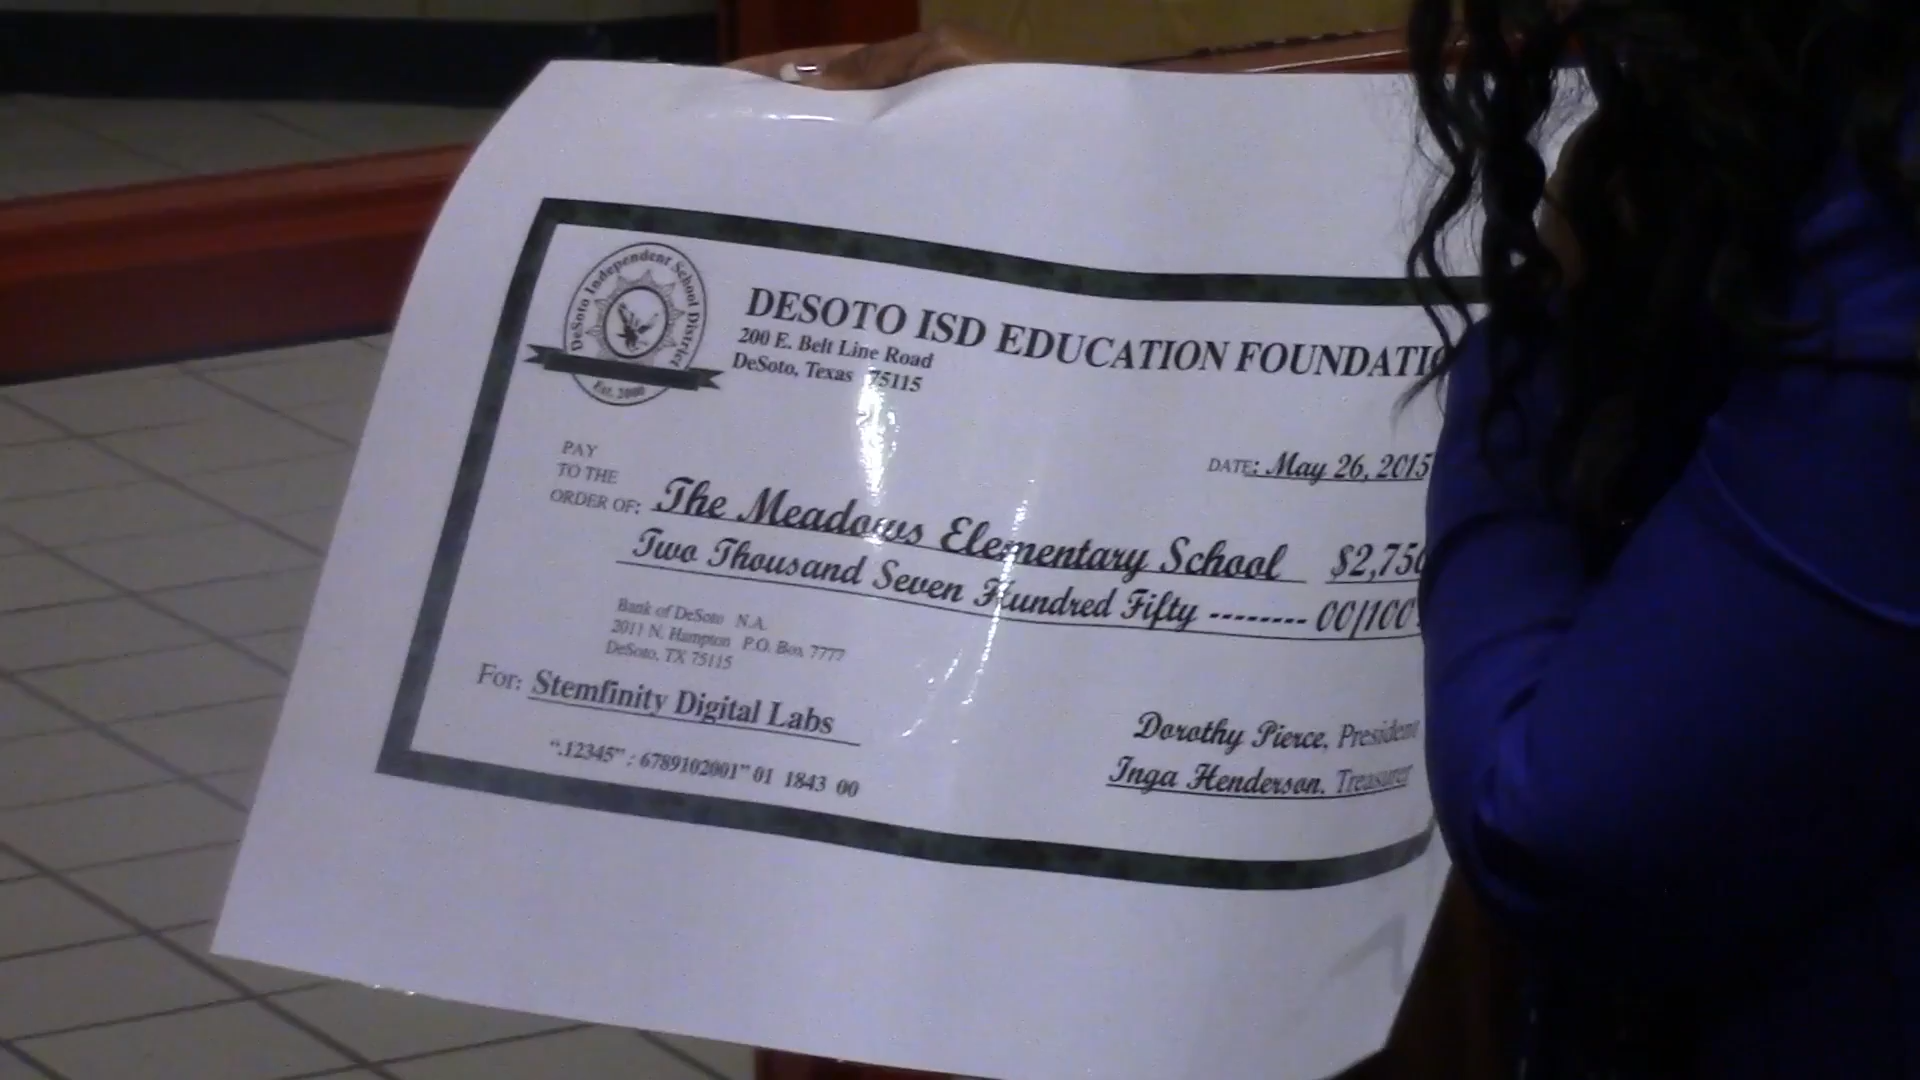 DeSoto Independent School District
Est. 2000
DESOTO ISD EDUCATION FOUNDATI
200 E. Belt Line Road
DeSoto, Texas 75115
DATE: May 26, 2015
PAY
TO THE
ORDER OF: The Meadows Elementary School $2,750
Two Thousand Seven Hundred Fifty -------- 00/100
Bank of DeSoto N.A.
2011 N. Hampton P.O. Box 7777
DeSoto, TX 75115
For: Stemfinity Digital Labs
Dorothy Pierce, President
Inga Henderson, Treasurer
".12345" : 6789102001" 01 1843 00